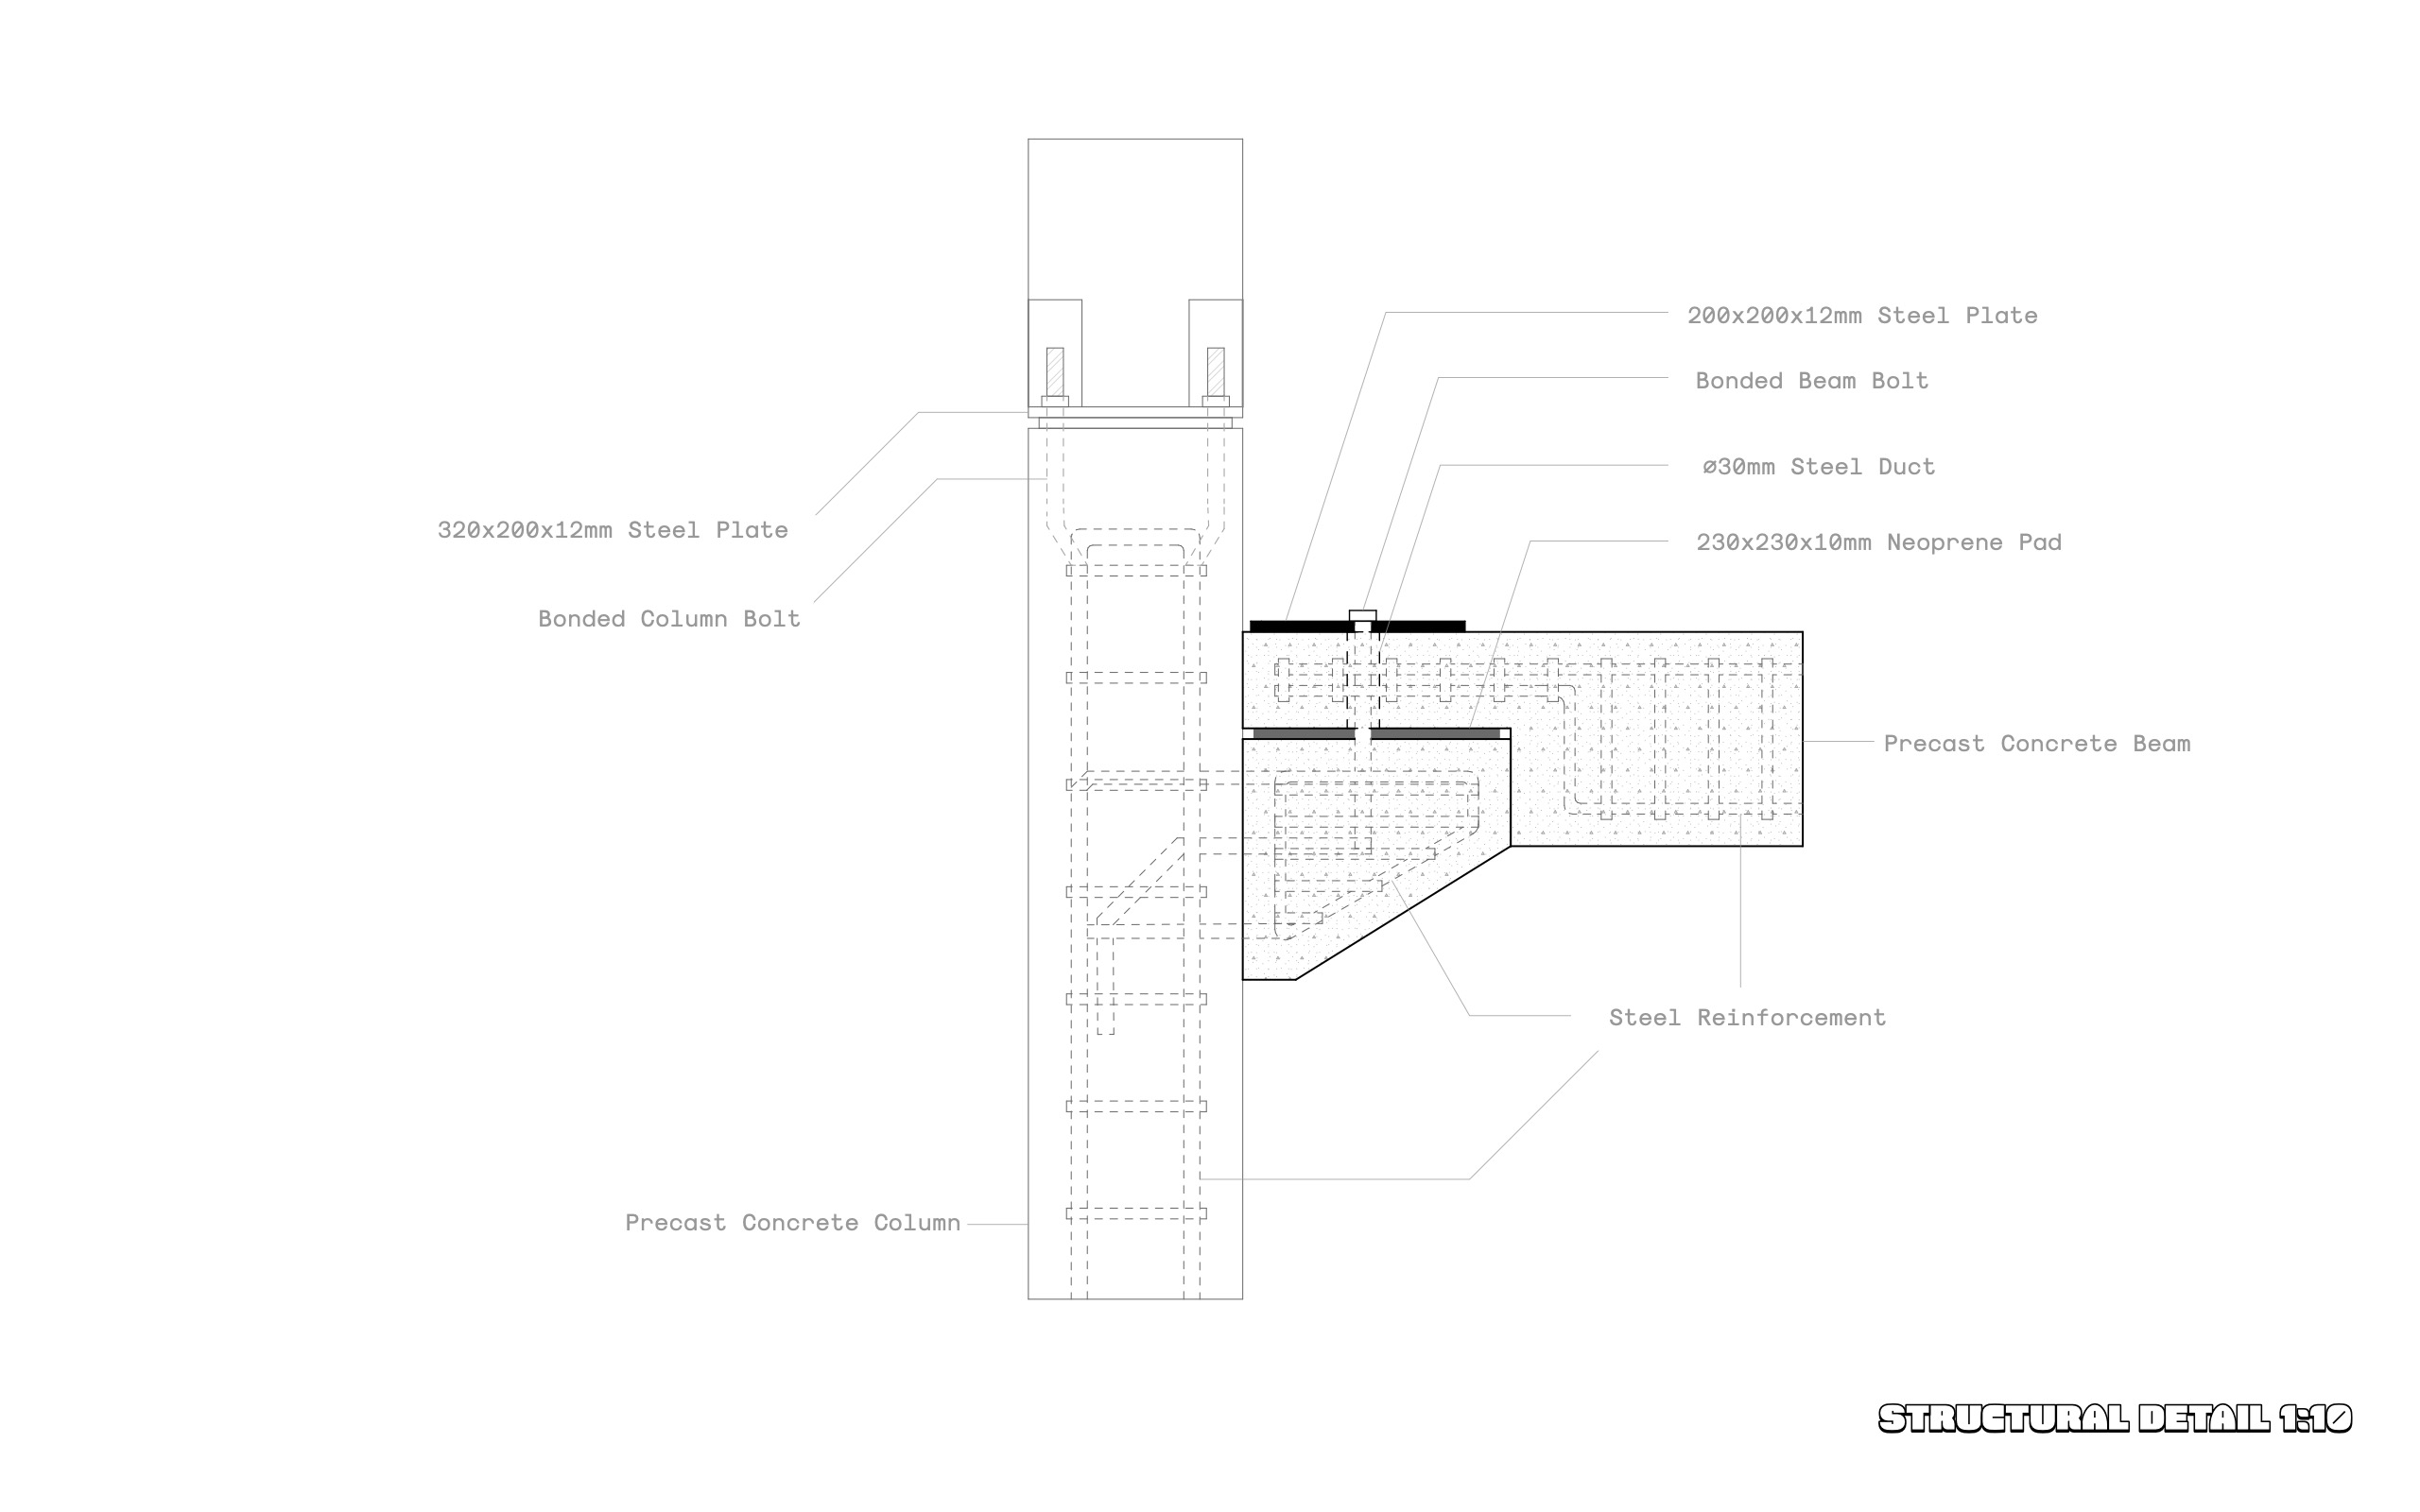 200x200x12mm Steel Plate
Bonded Beam Bolt
⌀30mm Steel Duct
320x200x12mm Steel Plate
230x230x10mm Neoprene Pad
Bonded Column Bolt
Precast Concrete Beam
Steel Reinforcement
Precast Concrete Column
STRUCTURAL DETAIL 1:10